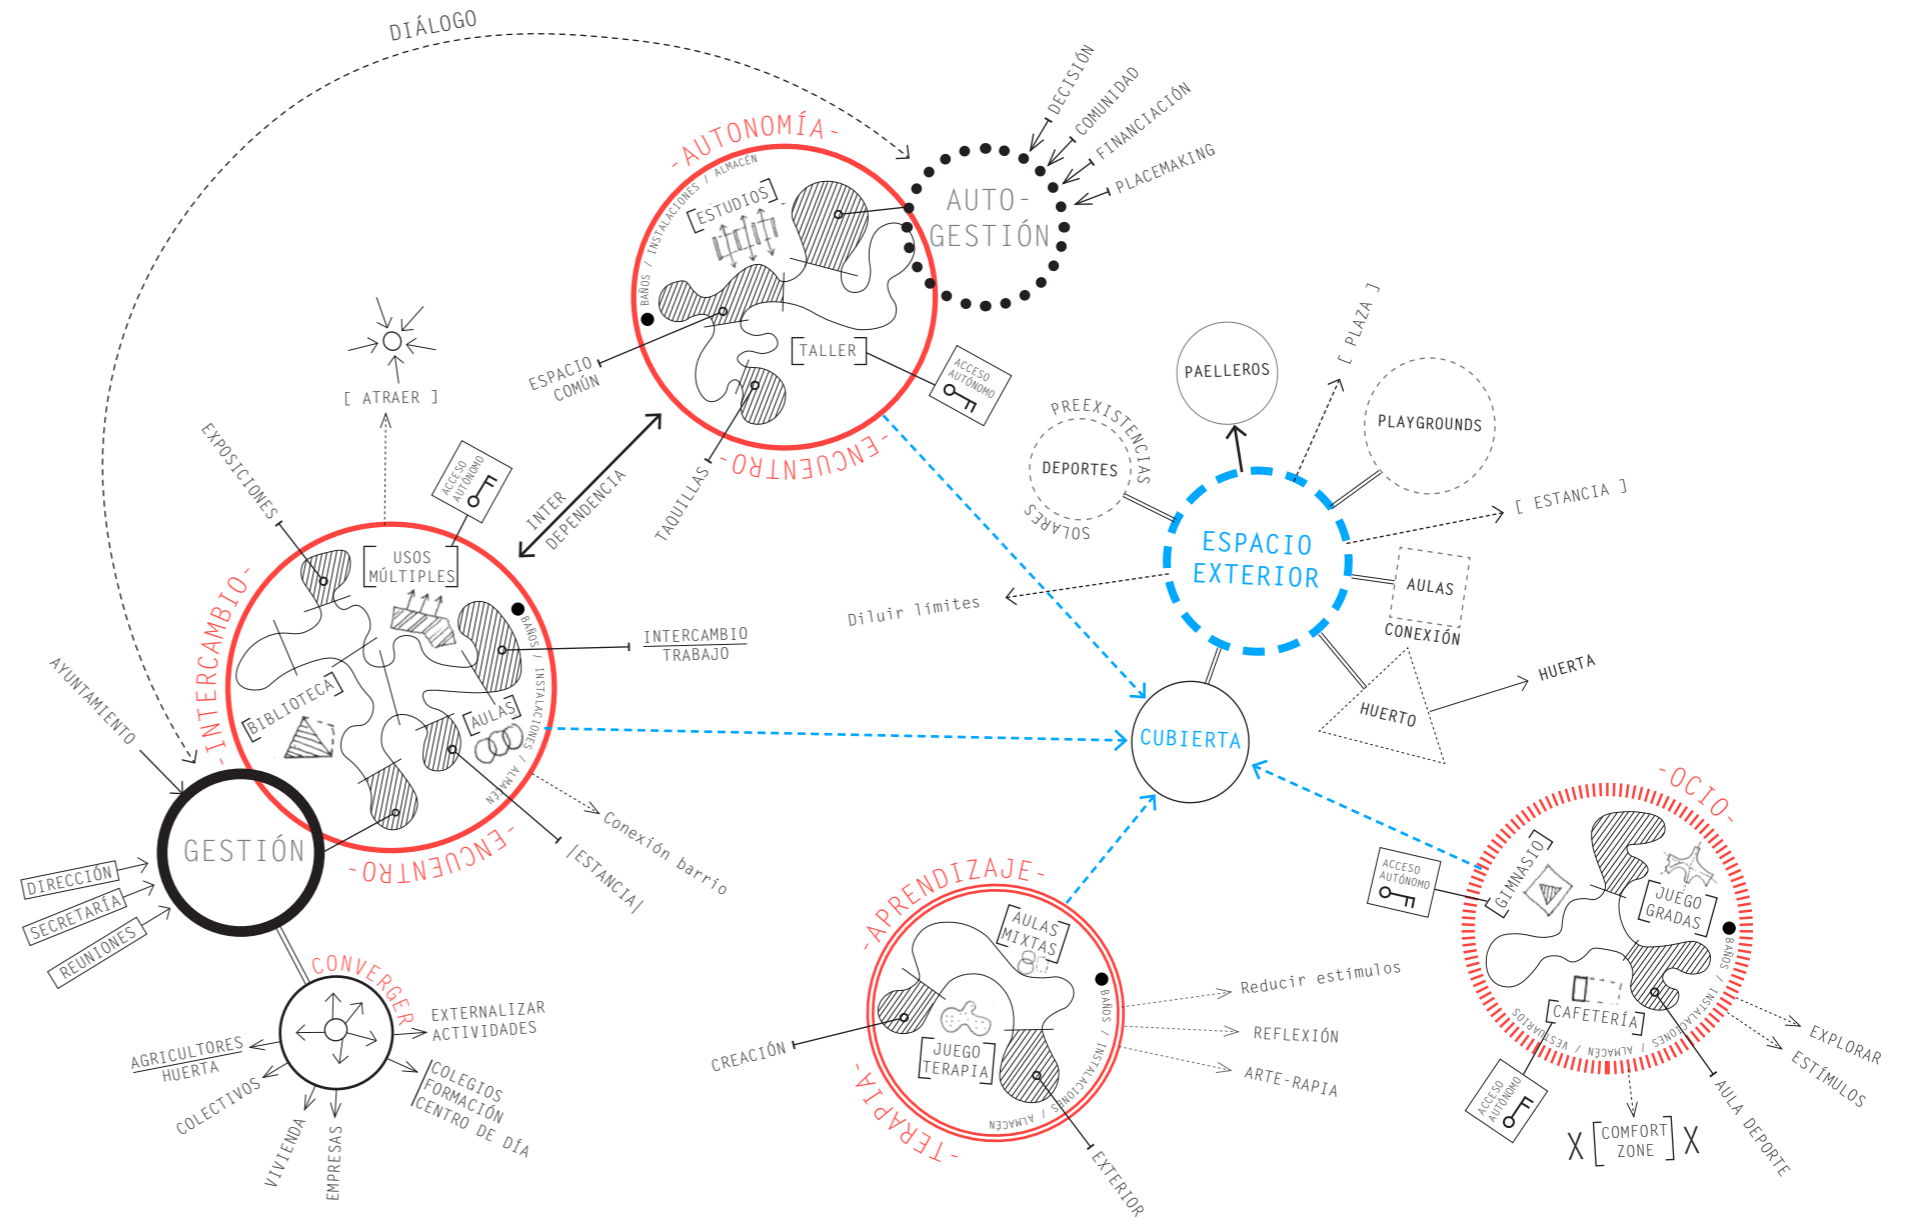 DIÁLOGO
-AUTONOMÍA-
BAÑOS / INSTALACIONES / ALMACÉN
[ESTUDIOS]
[TALLER]
ACCESO
AUTÓNOMO
ESPACIO
COMÚN
TAQUILLAS
-ENCUENTRO-
AUTO-
GESTIÓN
DECISIÓN
COMUNIDAD
FINANCIACIÓN
PLACEMAKING
INTER
DEPENDENCIA
[ ATRAER ]
EXPOSICIONES
ACCESO
AUTÓNOMO
[USOS
MÚLTIPLES]
-INTERCAMBIO-
[BIBLIOTECA]
[AULAS]
BAÑOS / INSTALACIONES / ALMACÉN
INTERCAMBIO
TRABAJO
-ENCUENTRO-
Conexión barrio
|ESTANCIA|
AYUNTAMIENTO
GESTIÓN
DIRECCIÓN
SECRETARÍA
REUNIONES
CONVERGER
EXTERNALIZAR
ACTIVIDADES
AGRICULTORES
HUERTA
COLECTIVOS
VIVIENDA
EMPRESAS
COLEGIOS
FORMACIÓN
CENTRO DE DÍA
PAELLEROS
[ PLAZA ]
PLAYGROUNDS
PREEXISTENCIAS
DEPORTES
SOLARES
ESPACIO
EXTERIOR
[ ESTANCIA ]
AULAS
CONEXIÓN
Diluir límites
HUERTO
HUERTA
CUBIERTA
-APRENDIZAJE-
[AULAS
MIXTAS]
[JUEGO
TERAPIA]
BAÑOS / INSTALACIONES / ALMACÉN
CREACIÓN
-TERAPIA-
EXTERIOR
Reducir estímulos
REFLEXIÓN
ARTE-RAPIA
-OCIO-
[GIMNASIO]
ACCESO
AUTÓNOMO
[JUEGO
GRADAS]
[CAFETERÍA]
BAÑOS / INSTALACIONES / ALMACÉN / VESTUARIOS
ACCESO
AUTÓNOMO
EXPLORAR
ESTÍMULOS
AULA DEPORTE
X [COMFORT
ZONE] X